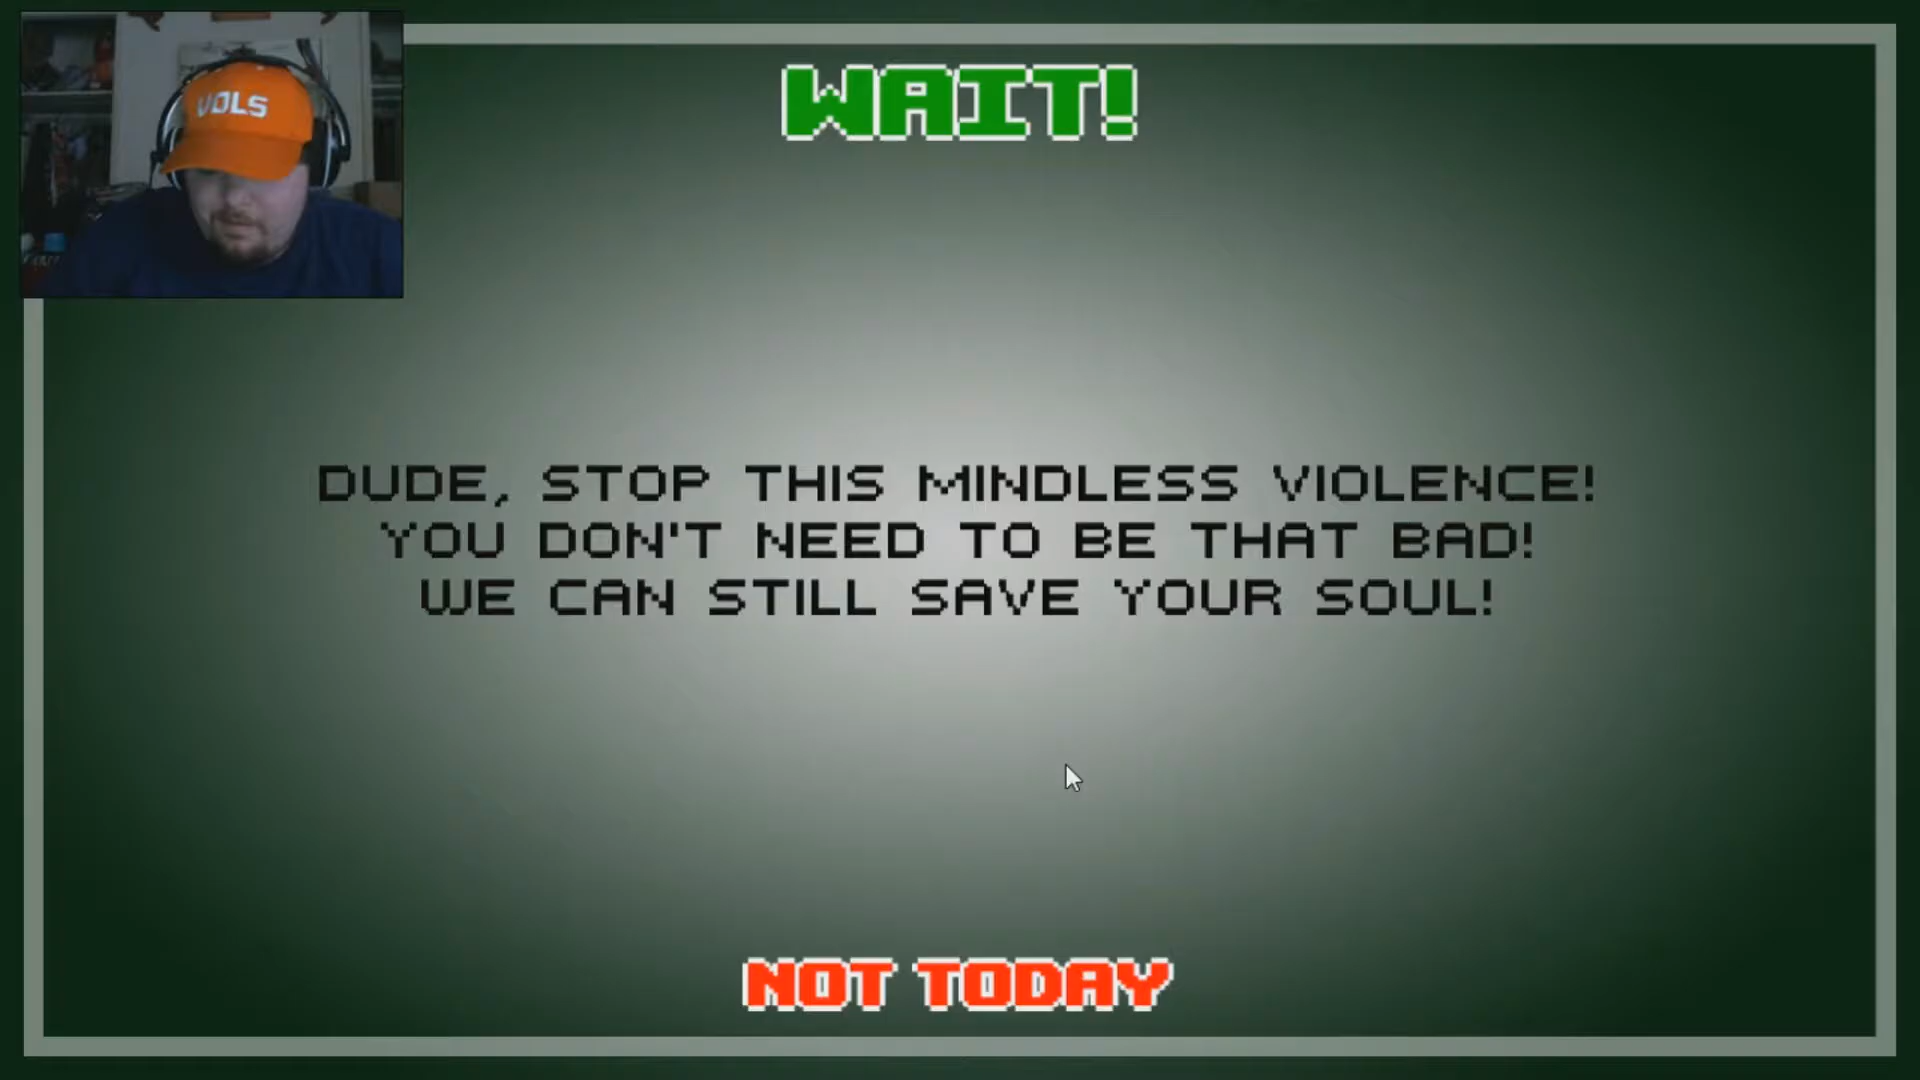 VOLS
WAIT!
DUDE, STOP THIS MINDLESS VIOLENCE!
YOU DON'T NEED TO BE THAT BAD!
WE CAN STILL SAVE YOUR SOUL!
NOT TODAY